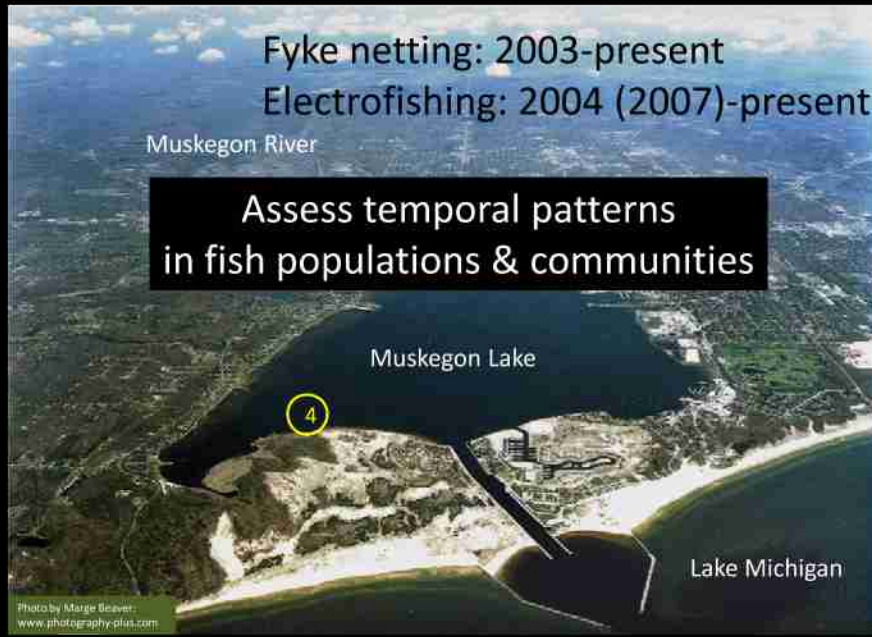 Fyke netting: 2003-present
Electrofishing: 2004 (2007)-present
Muskegon River
Assess temporal patterns
in fish populations & communities
Muskegon Lake
4
Lake Michigan
Photo by Marge Beaver:
www.photography-plus.com